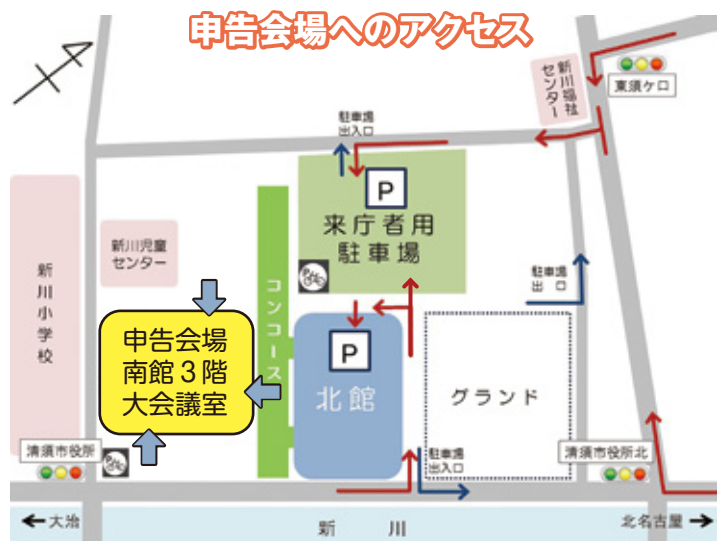 申告会場へのアクセス
東須ケ口
新川福祉
センター
駐車場
出入口
P
来庁者用
駐車場
新川児童
センター
新川小学校
コンコース
駐車場
出口
申告会場
南館3階
大会議室
P
北館
グランド
清須市役所
駐車場
出入口
清須市役所北
←大治
新川
北名古屋→